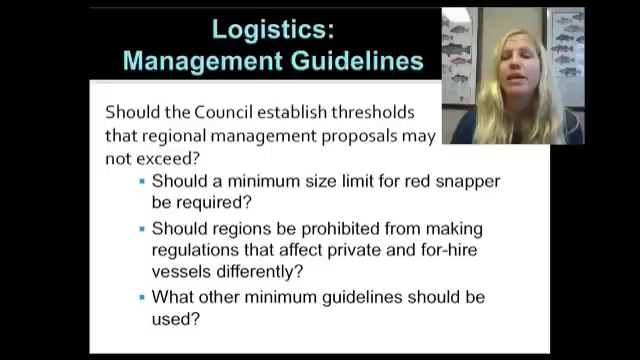 Logistics:
Management Guidelines
Should the Council establish thresholds
that regional management proposals may
not exceed?
▪ Should a minimum size limit for red snapper
be required?
▪ Should regions be prohibited from making
regulations that affect private and for-hire
vessels differently?
▪ What other minimum guidelines should be
used?